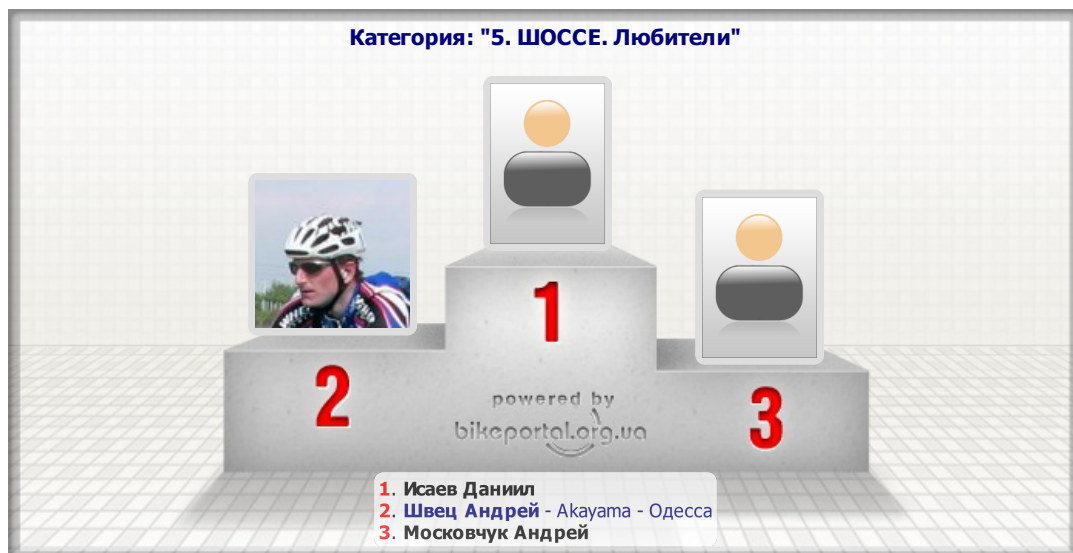 Категория: "5. ШОССЕ. Любители"
1
2
3
powered by
bikeportal.org.ua
1. Исаев Даниил
2. Швец Андрей - Akayama - Одесса
3. Московчук Андрей